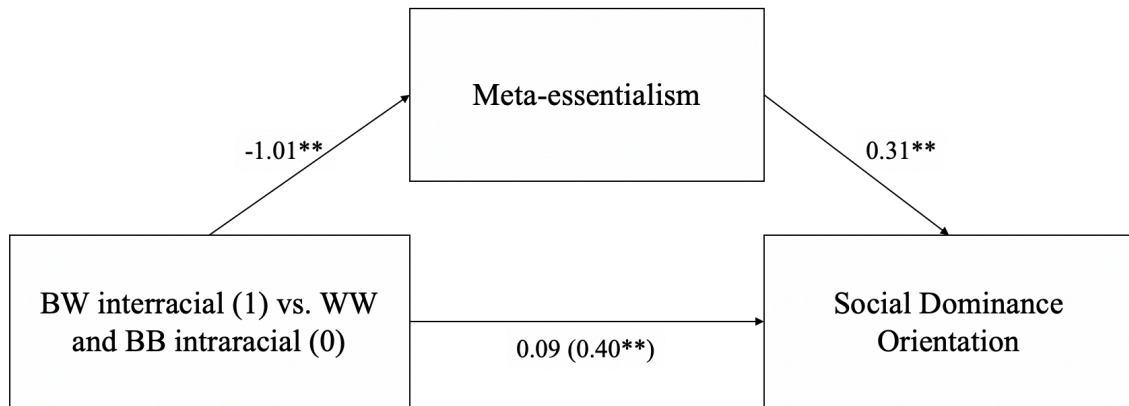 Meta-essentialism
-1.01**
0.31**
BW interracial (1) vs. WW
and BB intraracial (0)
Social Dominance
Orientation
0.09 (0.40**)